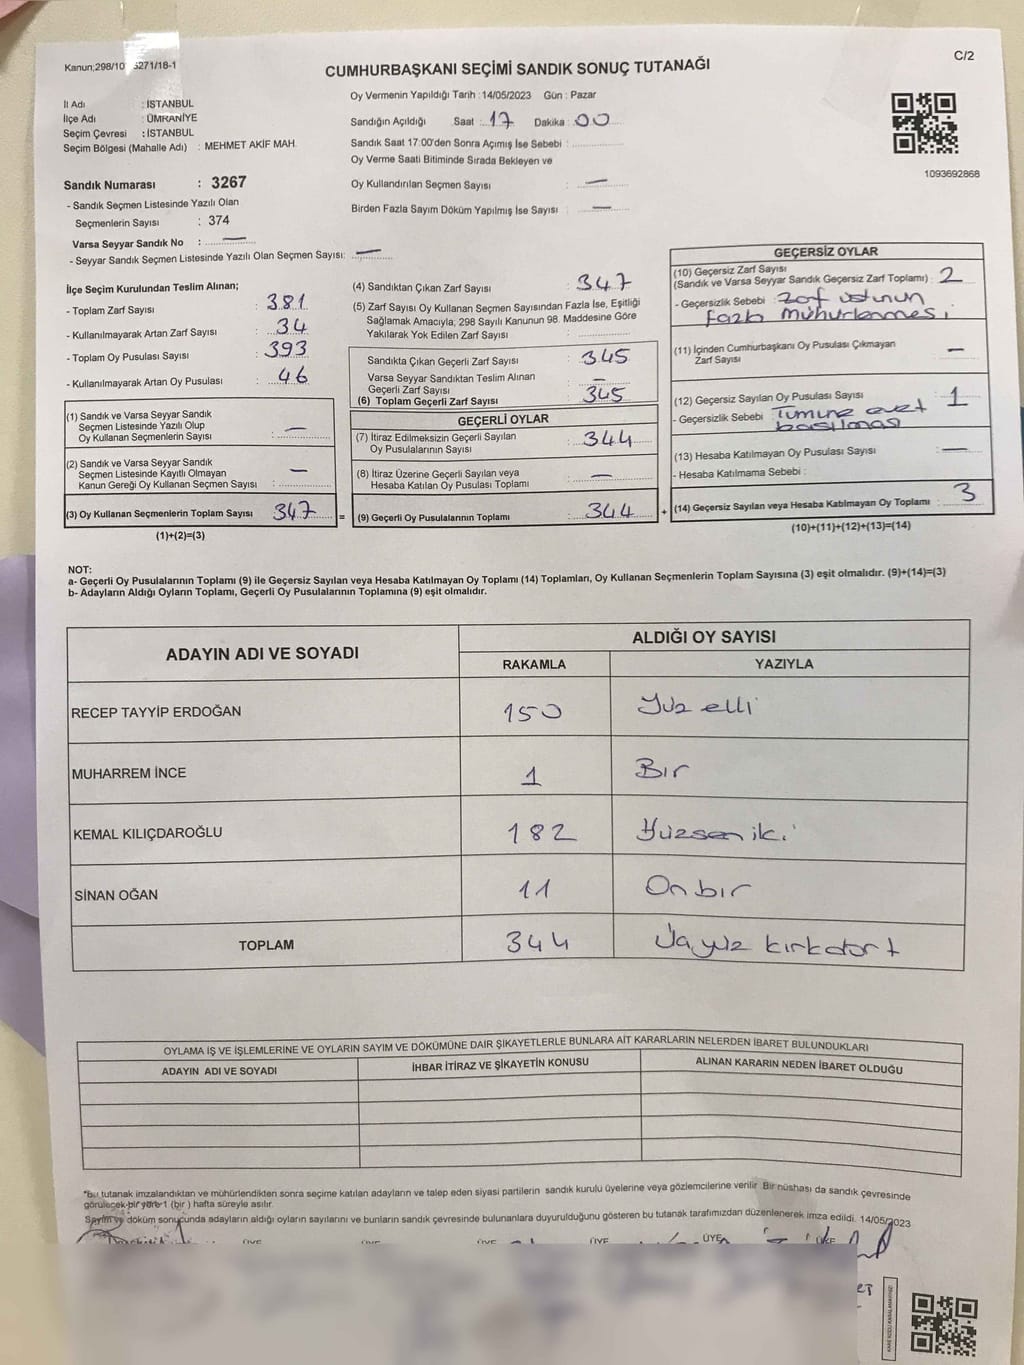 Kanun;298/10 5271/18-1
C/2
CUMHURBAŞKANI SEÇİMİ SANDIK SONUÇ TUTANAĞI
İl Adı : İSTANBUL
İlçe Adı : ÜMRANİYE
Seçim Çevresi : İSTANBUL
Seçim Bölgesi (Mahalle Adı) : MEHMET AKİF MAH.
Sandık Numarası : 3267
- Sandık Seçmen Listesinde Yazılı Olan
Seçmenlerin Sayısı : 374
Varsa Seyyar Sandık No : —
- Seyyar Sandık Seçmen Listesinde Yazılı Olan Seçmen Sayısı: —
Oy Vermenin Yapıldığı Tarih : 14/05/2023 Gün : Pazar
Sandığın Açıldığı Saat : 17 Dakika : 00
Sandık Saat 17:00'den Sonra Açımış İse Sebebi :
Oy Verme Saati Bitiminde Sırada Bekleyen ve
Oy Kullandırılan Seçmen Sayısı : —
Birden Fazla Sayım Döküm Yapılmış İse Sayısı : —
1093692868
İlçe Seçim Kurulundan Teslim Alınan;
- Toplam Zarf Sayısı : 381
- Kullanılmayarak Artan Zarf Sayısı : 34
- Toplam Oy Pusulası Sayısı : 393
- Kullanılmayarak Artan Oy Pusulası : 46
(1) Sandık ve Varsa Seyyar Sandık
Seçmen Listesinde Yazılı Olup
Oy Kullanan Seçmenlerin Sayısı : —
(2) Sandık ve Varsa Seyyar Sandık
Seçmen Listesinde Kayıtlı Olmayan
Kanun Gereği Oy Kullanan Seçmen Sayısı : —
(3) Oy Kullanan Seçmenlerin Toplam Sayısı 347 =
(1)+(2)=(3)
(4) Sandıktan Çıkan Zarf Sayısı : 347
(5) Zarf Sayısı Oy Kullanan Seçmen Sayısından Fazla İse, Eşitliği
Sağlamak Amacıyla, 298 Sayılı Kanunun 98. Maddesine Göre
Yakılarak Yok Edilen Zarf Sayısı :
Sandıkta Çıkan Geçerli Zarf Sayısı : 345
Varsa Seyyar Sandıktan Teslim Alınan
Geçerli Zarf Sayısı : —
(6) Toplam Geçerli Zarf Sayısı : 345
GEÇERLİ OYLAR
(7) İtiraz Edilmeksizin Geçerli Sayılan
Oy Pusulalarının Sayısı : 344
(8) İtiraz Üzerine Geçerli Sayılan veya
Hesaba Katılan Oy Pusulası Toplamı : —
(9) Geçerli Oy Pusulalarının Toplamı : 344 +
GEÇERSİZ OYLAR
(10) Geçersiz Zarf Sayısı
(Sandık ve Varsa Seyyar Sandık Geçersiz Zarf Toplamı) : 2
- Geçersizlik Sebebi : Zarf üstünün
fazla mühürlenmesi
(11) İçinden Cumhurbaşkanı Oy Pusulası Çıkmayan
Zarf Sayısı : —
(12) Geçersiz Sayılan Oy Pusulası Sayısı : 1
- Geçersizlik Sebebi : Tümüne evet
basılması
(13) Hesaba Katılmayan Oy Pusulası Sayısı : —
- Hesaba Katılmama Sebebi :
(14) Geçersiz Sayılan veya Hesaba Katılmayan Oy Toplamı : 3
(10)+(11)+(12)+(13)=(14)
NOT:
a- Geçerli Oy Pusulalarının Toplamı (9) ile Geçersiz Sayılan veya Hesaba Katılmayan Oy Toplamı (14) Toplamları, Oy Kullanan Seçmenlerin Toplam Sayısına (3) eşit olmalıdır. (9)+(14)=(3)
b- Adayların Aldığı Oyların Toplamı, Geçerli Oy Pusulalarının Toplamına (9) eşit olmalıdır.
ADAYIN ADI VE SOYADI ALDIĞI OY SAYISI
RAKAMLA YAZIYLA
RECEP TAYYİP ERDOĞAN 150 Yüz elli
MUHARREM İNCE 1 Bir
KEMAL KILIÇDAROĞLU 182 Yüzseniki
SİNAN OĞAN 11 Onbir
TOPLAM 344 Üçyüz kırkdört
OYLAMA İŞ VE İŞLEMLERİNE VE OYLARIN SAYIM VE DÖKÜMÜNE DAİR ŞİKAYETLERLE BUNLARA AİT KARARLARIN NELERDEN İBARET BULUNDUKLARI
ADAYIN ADI VE SOYADI İHBAR İTİRAZ VE ŞİKAYETİN KONUSU ALINAN KARARIN NEDEN İBARET OLDUĞU
*Bu tutanak imzalandıktan ve mühürlendikten sonra seçime katılan adayların ve talep eden siyasi partilerin sandık kurulu üyelerine veya gözlemcilerine verilir. Bir nüshası da sandık çevresinde
görülecek bir yere 1 (bir) hafta süreyle asılır.
Sayım ve döküm sonucunda adayların aldığı oyların sayılarını ve bunların sandık çevresinde bulunanlara duyurulduğunu gösteren bu tutanak tarafımızdan düzenlenerek imza edildi. 14/05/2023
ÜYE ÜYE ÜYE ÜYE ÜYE ÜYE